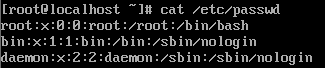 [root@localhost ~]# cat /etc/passwd
root:x:0:0:root:/root:/bin/bash
bin:x:1:1:bin:/bin:/sbin/nologin
daemon:x:2:2:daemon:/sbin:/sbin/nologin